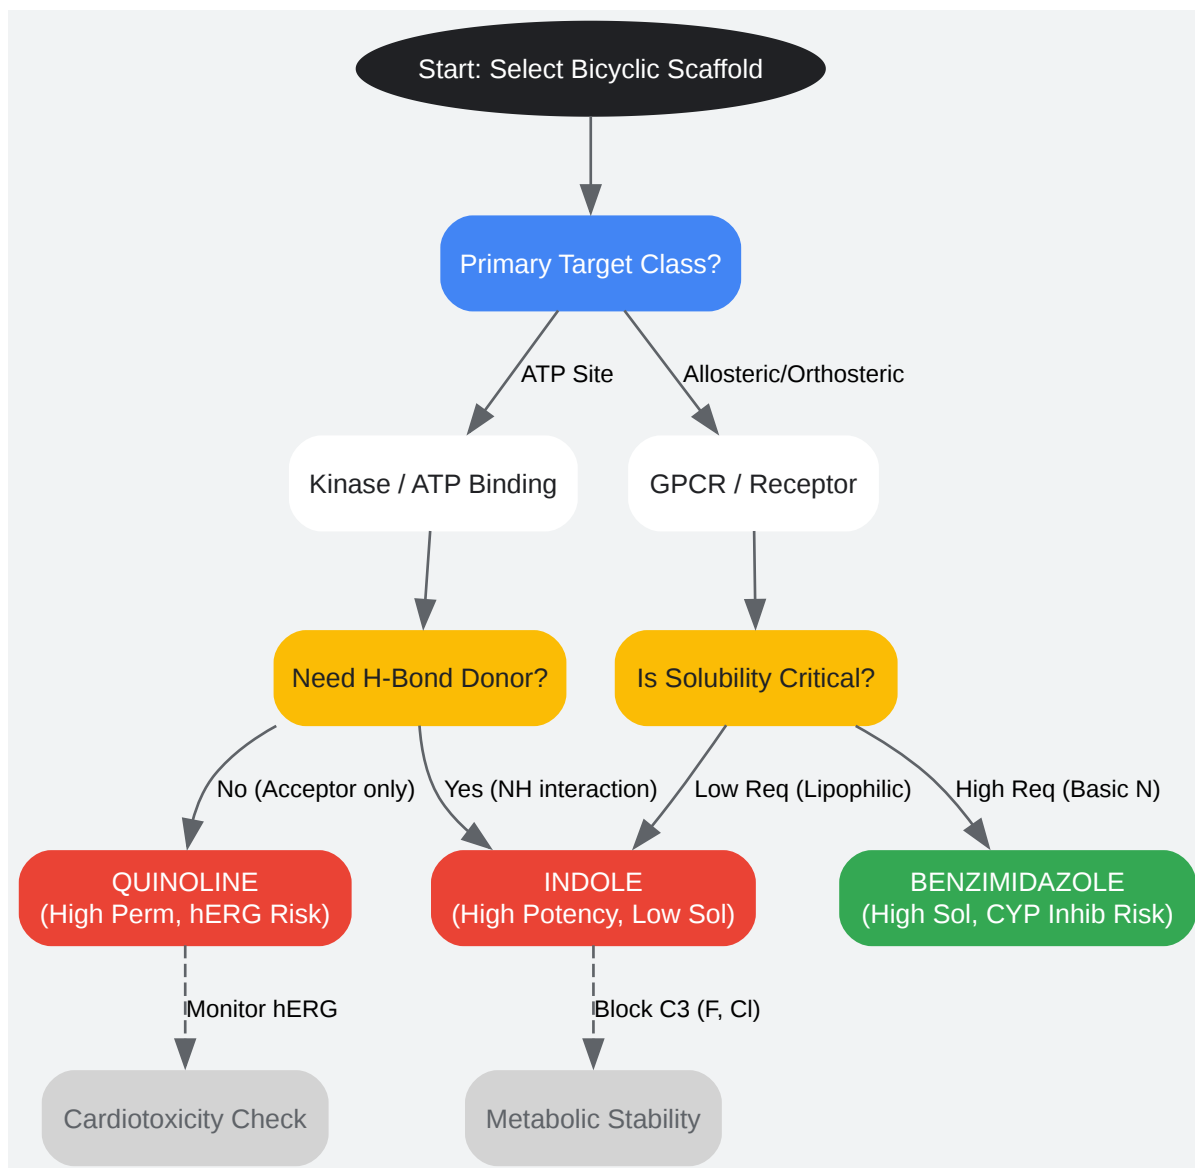 Start: Select Bicyclic Scaffold
Primary Target Class?
ATP Site
Allosteric/Orthosteric
Kinase / ATP Binding
GPCR / Receptor
Need H-Bond Donor?
Is Solubility Critical?
No (Acceptor only)
Yes (NH interaction)
Low Req (Lipophilic)
High Req (Basic N)
QUINOLINE
(High Perm, hERG Risk)
INDOLE
(High Potency, Low Sol)
BENZIMIDAZOLE
(High Sol, CYP Inhib Risk)
Monitor hERG
Block C3 (F, Cl)
Cardiotoxicity Check
Metabolic Stability